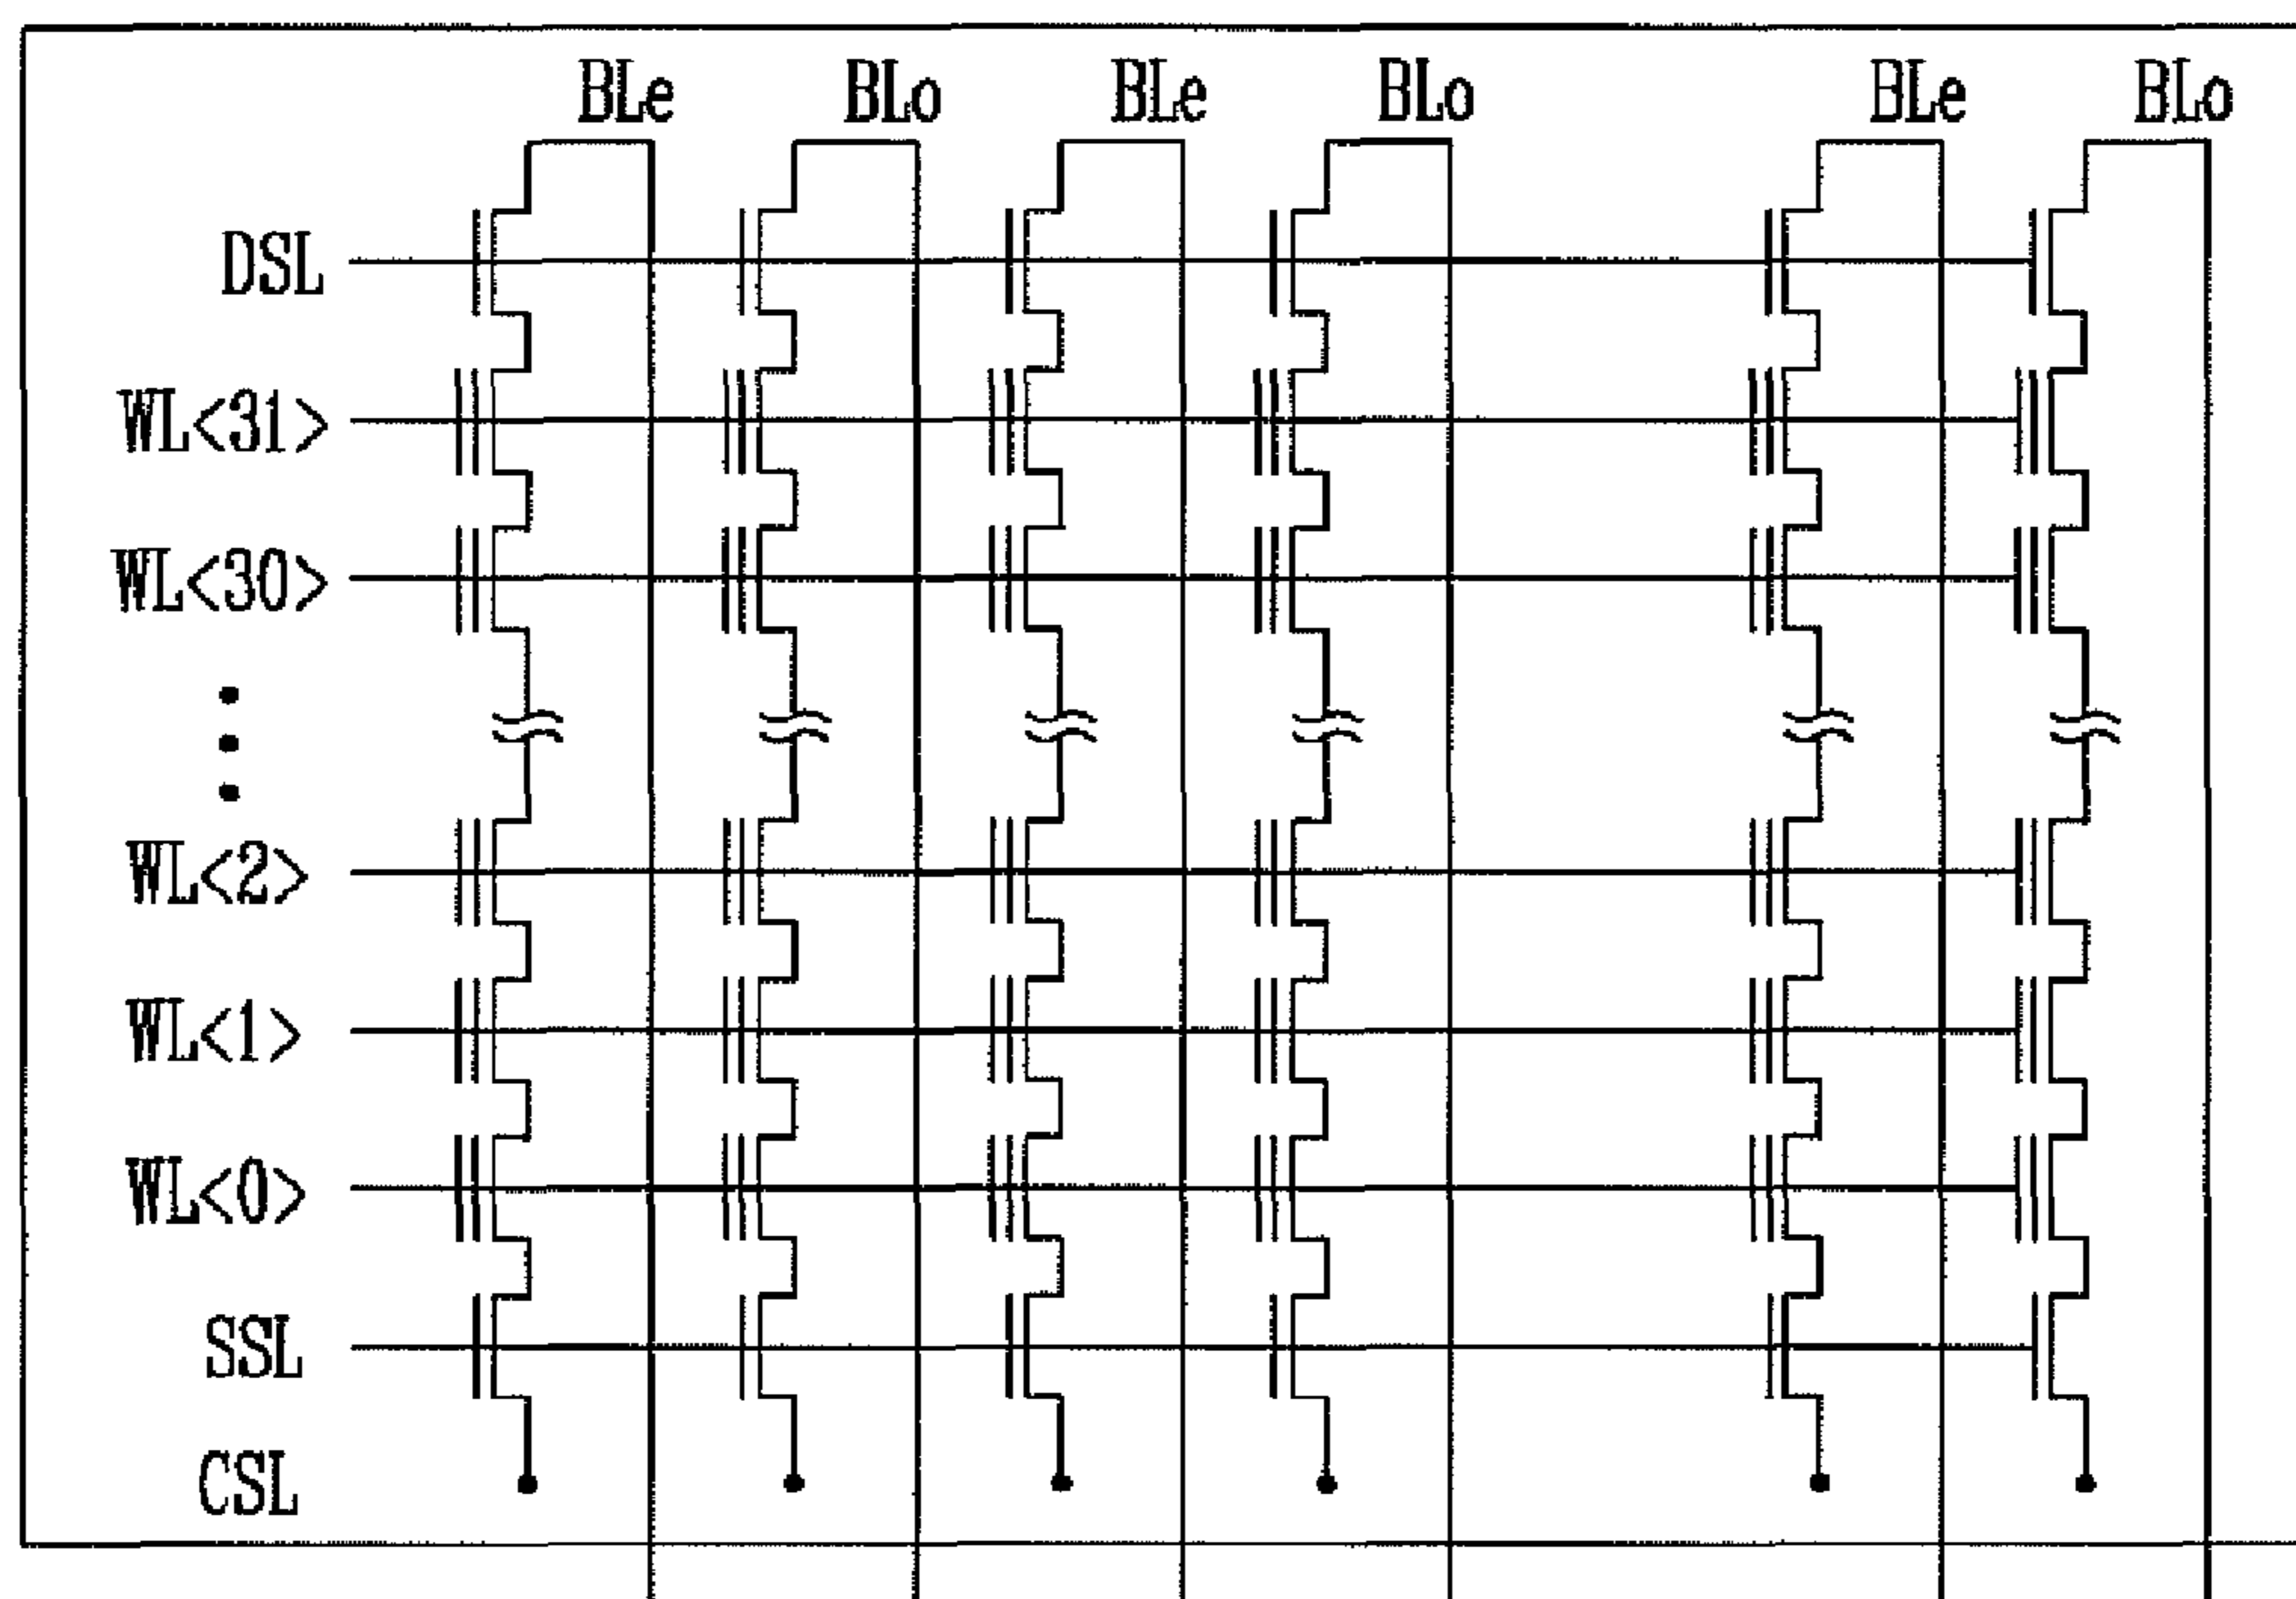 BLe BLo BLe BLo BLe BLo
DSL
WL<31>
WL<30>
WL<2>
WL<1>
WL<0>
SSL
CSL